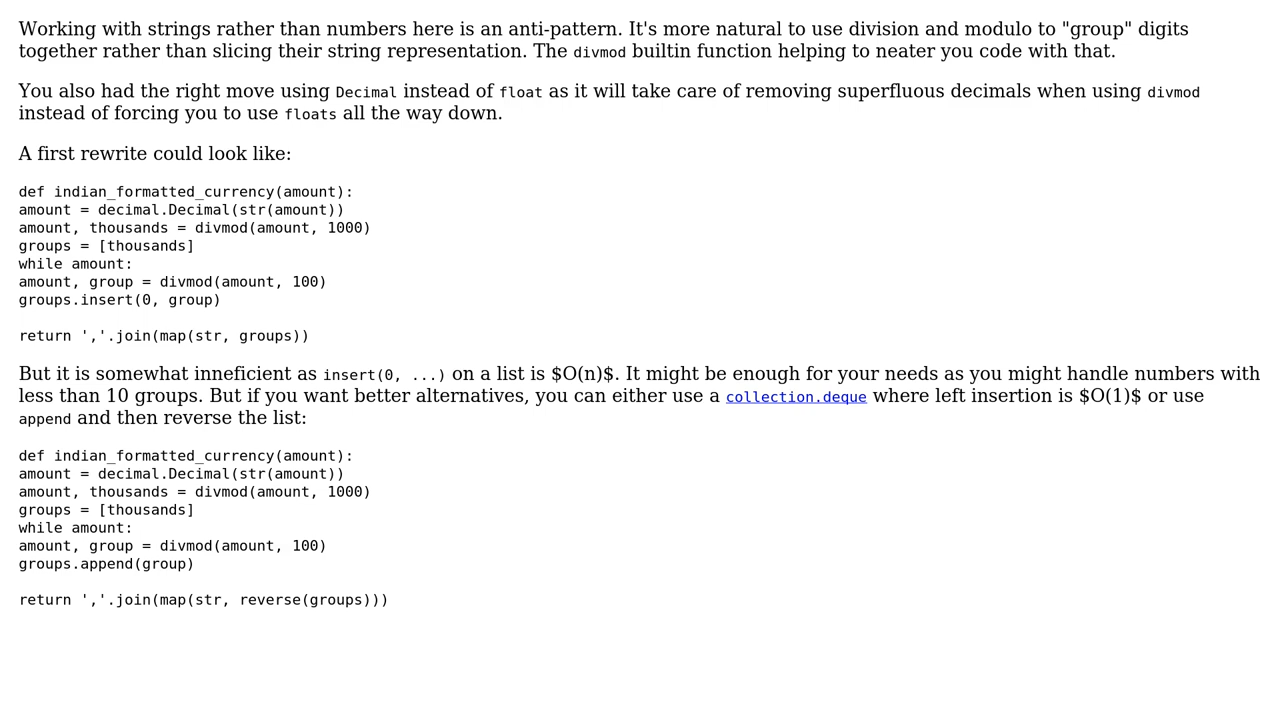 Working with strings rather than numbers here is an anti-pattern. It's more natural to use division and modulo to "group" digits
together rather than slicing their string representation. The divmod builtin function helping to neater you code with that.
You also had the right move using Decimal instead of float as it will take care of removing superfluous decimals when using divmod
instead of forcing you to use floats all the way down.
A first rewrite could look like:
def indian_formatted_currency(amount):
amount = decimal.Decimal(str(amount))
amount, thousands = divmod(amount, 1000)
groups = [thousands]
while amount:
amount, group = divmod(amount, 100)
groups.insert(0, group)
return ','.join(map(str, groups))
But it is somewhat inneficient as insert(0, ...) on a list is $O(n)$. It might be enough for your needs as you might handle numbers with
less than 10 groups. But if you want better alternatives, you can either use a collection.deque where left insertion is $O(1)$ or use
append and then reverse the list:
def indian_formatted_currency(amount):
amount = decimal.Decimal(str(amount))
amount, thousands = divmod(amount, 1000)
groups = [thousands]
while amount:
amount, group = divmod(amount, 100)
groups.append(group)
return ','.join(map(str, reverse(groups)))